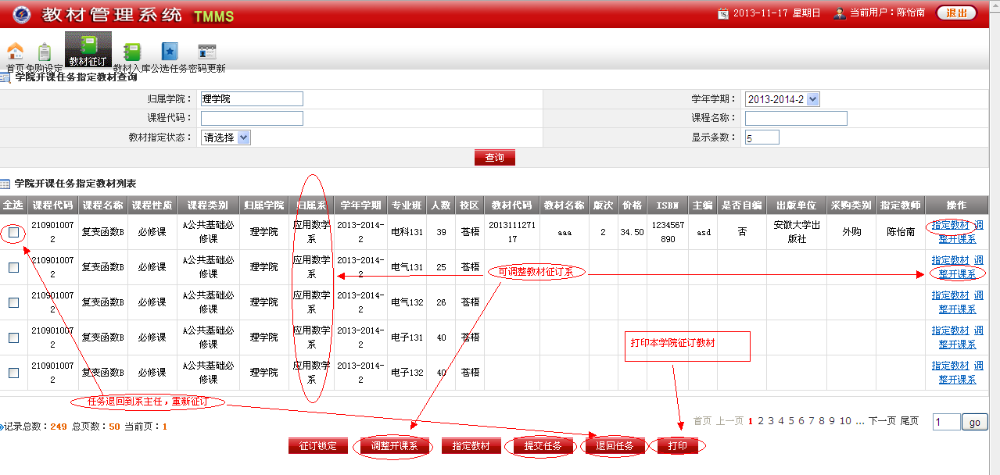 教材管理系统 TMMS
15 2013-11-17 星期日 当前用户：陈怡南 退出
首页 免购设定 教材征订 教材入库 公选任务 密码更新
学院开课任务指定教材查询
归属学院： 理学院 学年学期： 2013-2014-2
课程代码： 课程名称：
教材指定状态： 请选择 显示条数： 5
查询
学院开课任务指定教材列表
全选 课程代码 课程名称 课程性质 课程类别 归属学院 归属系 学年学期 专业班 人数 校区 教材代码 教材名称 版次 价格 ISBN 主编 是否自编 出版单位 采购类别 指定教师 操作
2109010072 复变函数B 必修课 A公共基础必修课 理学院 应用数学系 2013-2014-2 电科131 39 苍梧 201311127117 aaa 2 34.50 1234567890 asd 否 安徽大学出版社 外购 陈怡南 指定教材 调整开课系
2109010072 复变函数B 必修课 A公共基础必修课 理学院 应用数学系 2013-2014-2 电气131 25 苍梧 指定教材 调整开课系
可调整教材征订系
2109010072 复变函数B 必修课 A公共基础必修课 理学院 应用数学系 2013-2014-2 电气132 26 苍梧 指定教材 调整开课系
2109010072 复变函数B 必修课 A公共基础必修课 理学院 应用数学系 2013-2014-2 电子131 40 苍梧 指定教材 调整开课系
打印本学院征订教材
2109010072 复变函数B 必修课 A公共基础必修课 理学院 应用数学系 2013-2014-2 电子132 40 苍梧 指定教材 调整开课系
任务退回到系主任，重新征订
记录总数：249 总页数：50 当前页：1
首页 上一页 1 2 3 4 5 6 7 8 9 10 ... 下一页 尾页 1 go
征订锁定 调整开课系 指定教材 提交任务 退回任务 打印